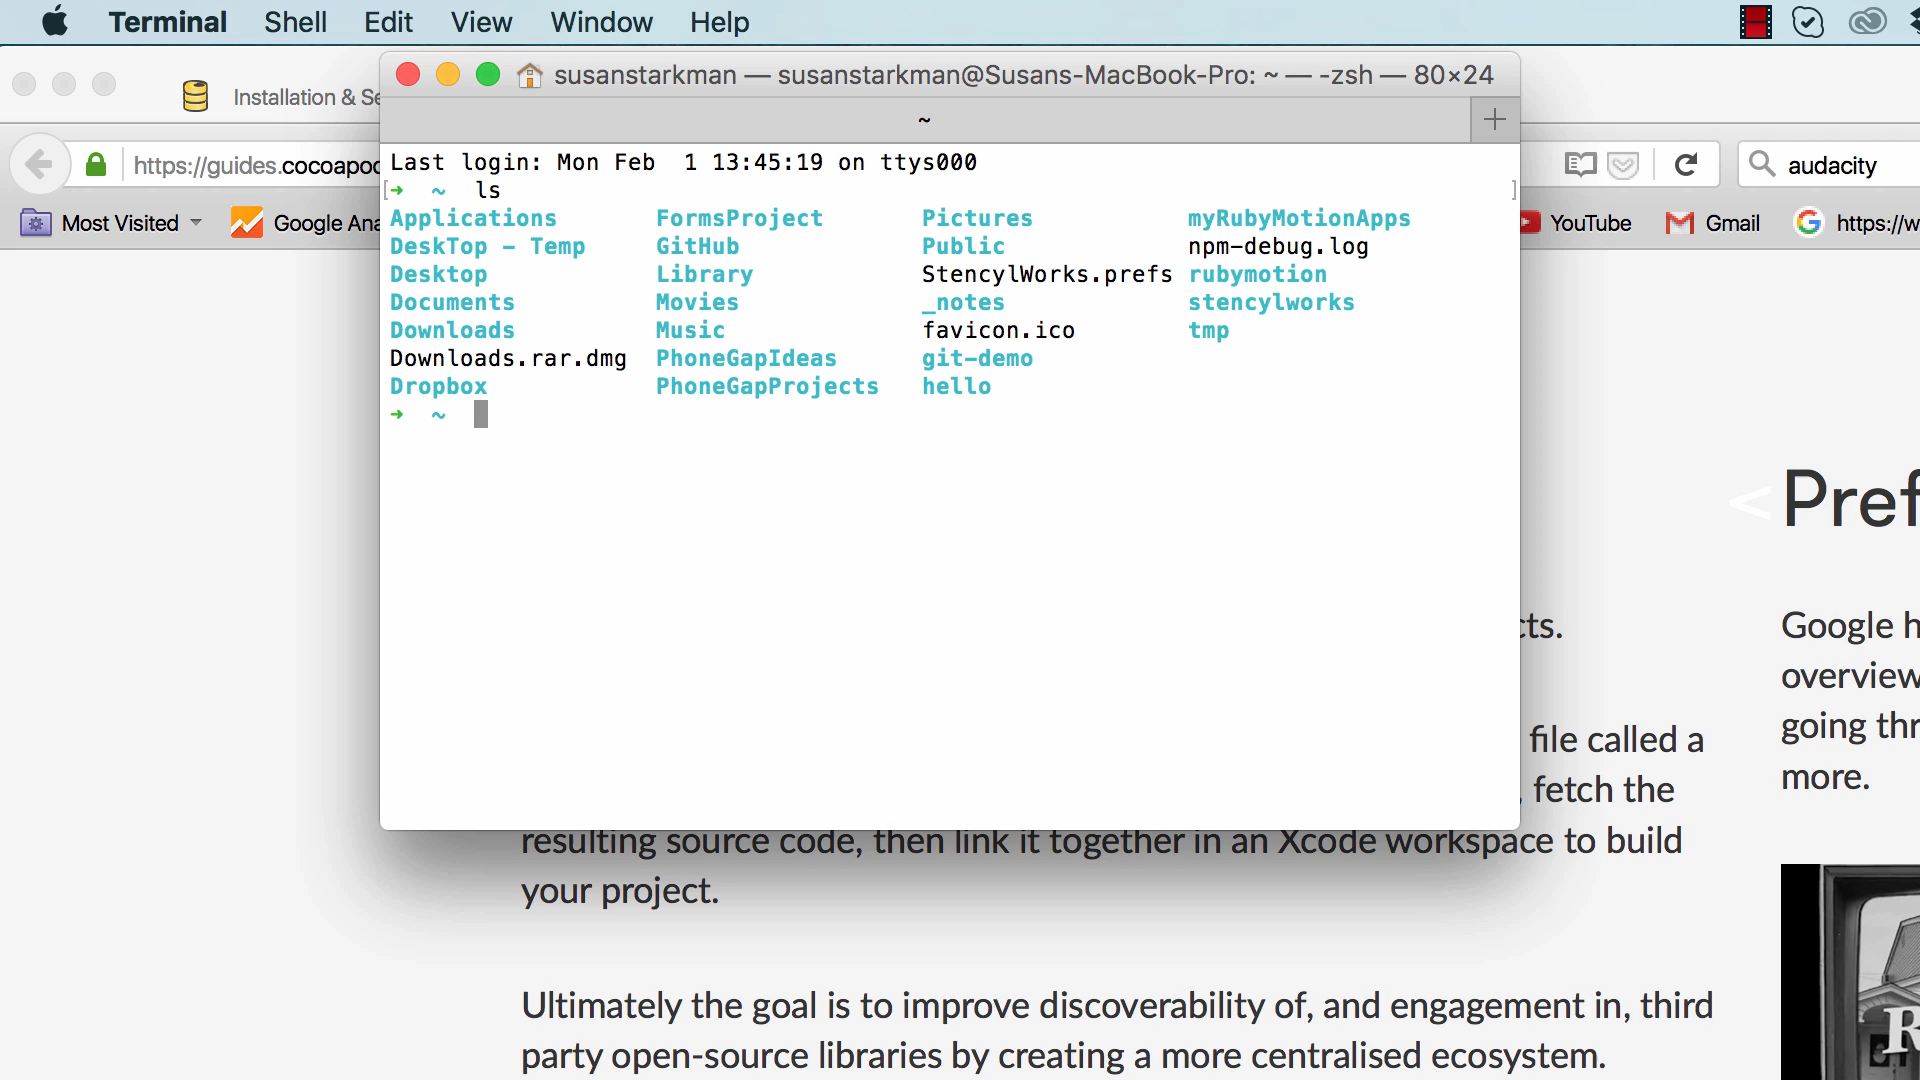 Terminal Shell Edit View Window Help
susanstarkman — susanstarkman@Susans-MacBook-Pro: ~ — -zsh — 80×24
Installation &
~
https://guides.cocoapo
audacity
Most Visited Google YouTube Gmail
Last login: Mon Feb  1 13:45:19 on ttys000
[➜  ~  ls ]
Applications FormsProject Pictures myRubyMotionApps
DeskTop - Temp GitHub Public npm-debug.log
Desktop Library StencylWorks.prefs rubymotion
Documents Movies _notes stencylworks
Downloads Music favicon.ico tmp
Downloads.rar.dmg PhoneGapIdeas git-demo
Dropbox PhoneGapProjects hello
➜  ~
file called a
fetch the
resulting source code, then link it together in an Xcode workspace to build
your project.
Ultimately the goal is to improve discoverability of, and engagement in, third
party open-source libraries by creating a more centralised ecosystem.
<Pref
Google h
overview
going thr
more.
R